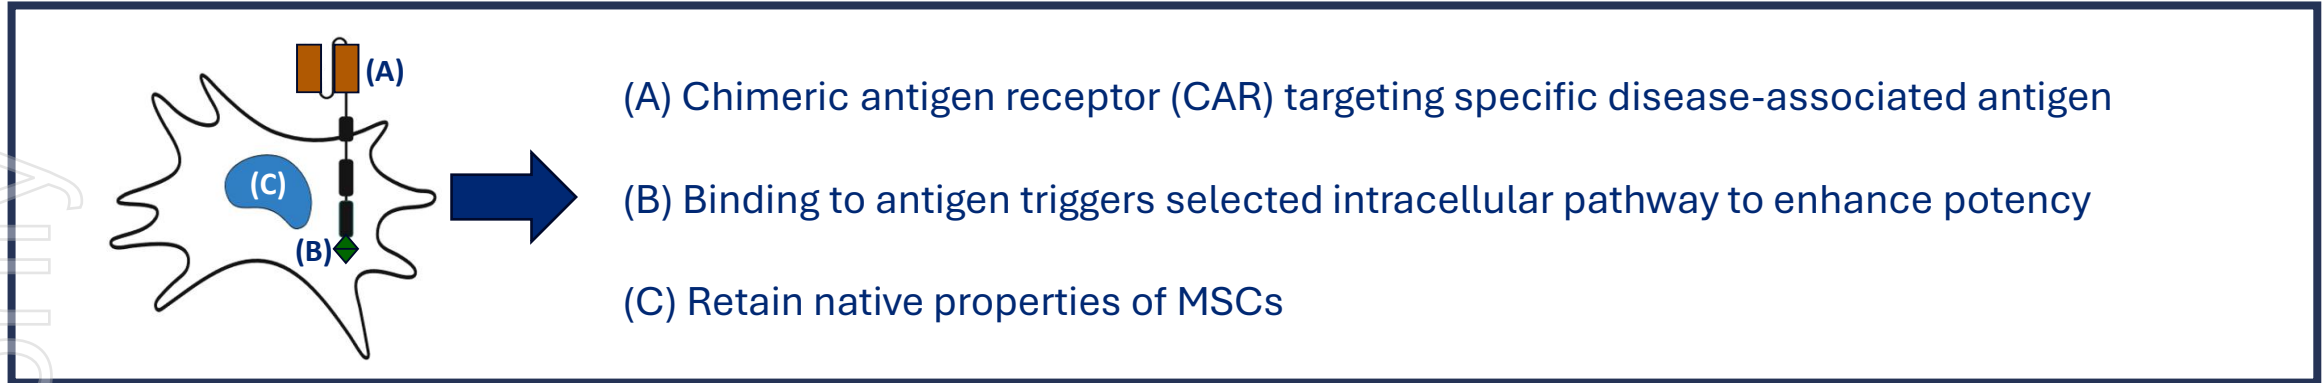 (A)
(A) Chimeric antigen receptor (CAR) targeting specific disease-associated antigen
(C)
(B) Binding to antigen triggers selected intracellular pathway to enhance potency
(B)
(C) Retain native properties of MSCs